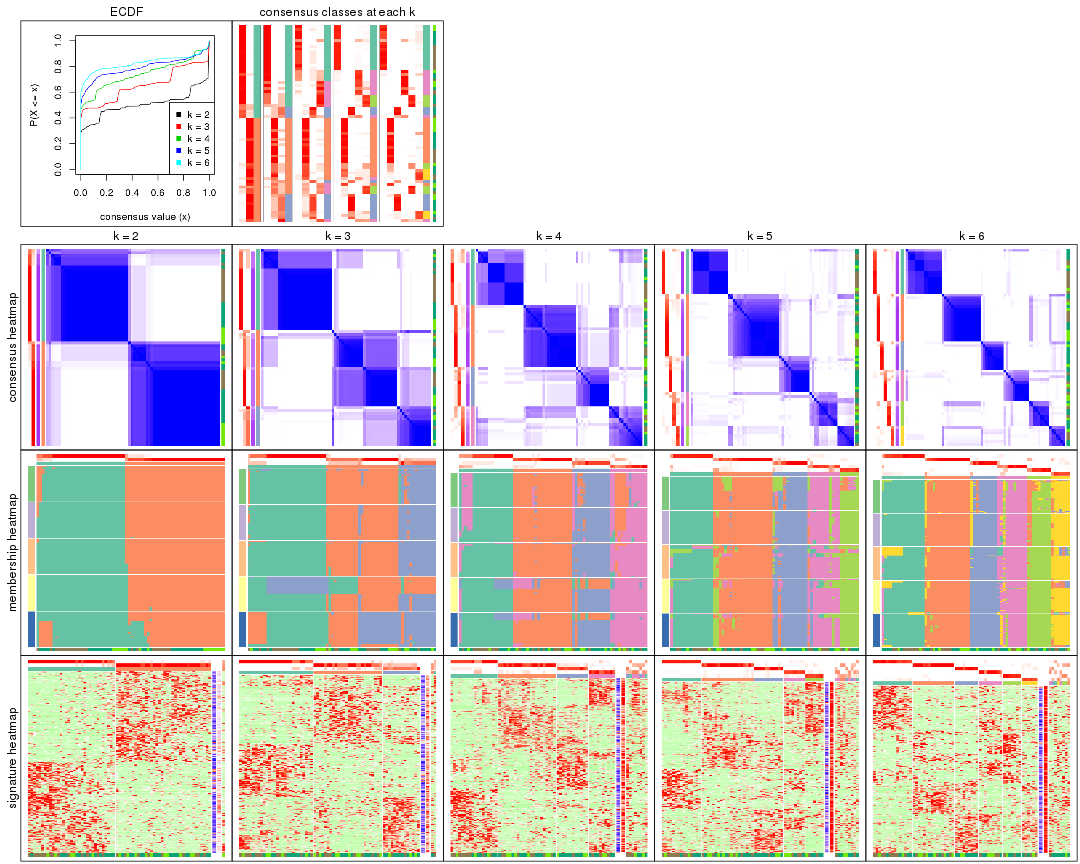 ECDF
consensus classes at each k
P(X <= x)
0.0 0.2 0.4 0.6 0.8 1.0
k = 2
k = 3
k = 4
k = 5
k = 6
0.0 0.2 0.4 0.6 0.8 1.0
consensus value (x)
k = 2 k = 3 k = 4 k = 5 k = 6
consensus heatmap
membership heatmap
signature heatmap